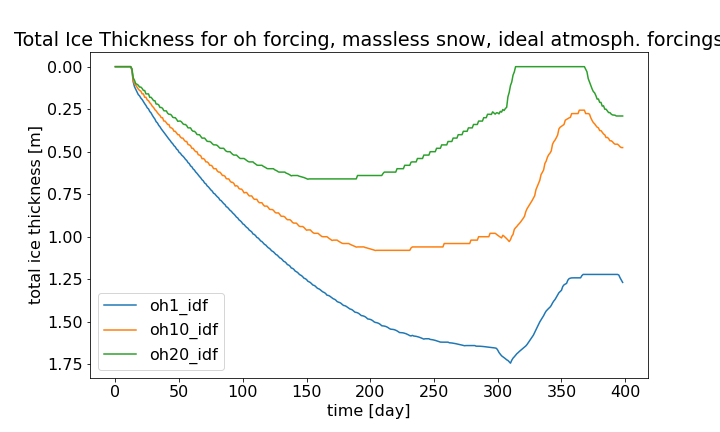 Total Ice Thickness for oh forcing, massless snow, ideal atmosph. forcings
total ice thickness [m]
0.00
0.25
0.50
0.75
1.00
1.25
1.50
1.75
oh1_idf
oh10_idf
oh20_idf
0 50 100 150 200 250 300 350 400
time [day]